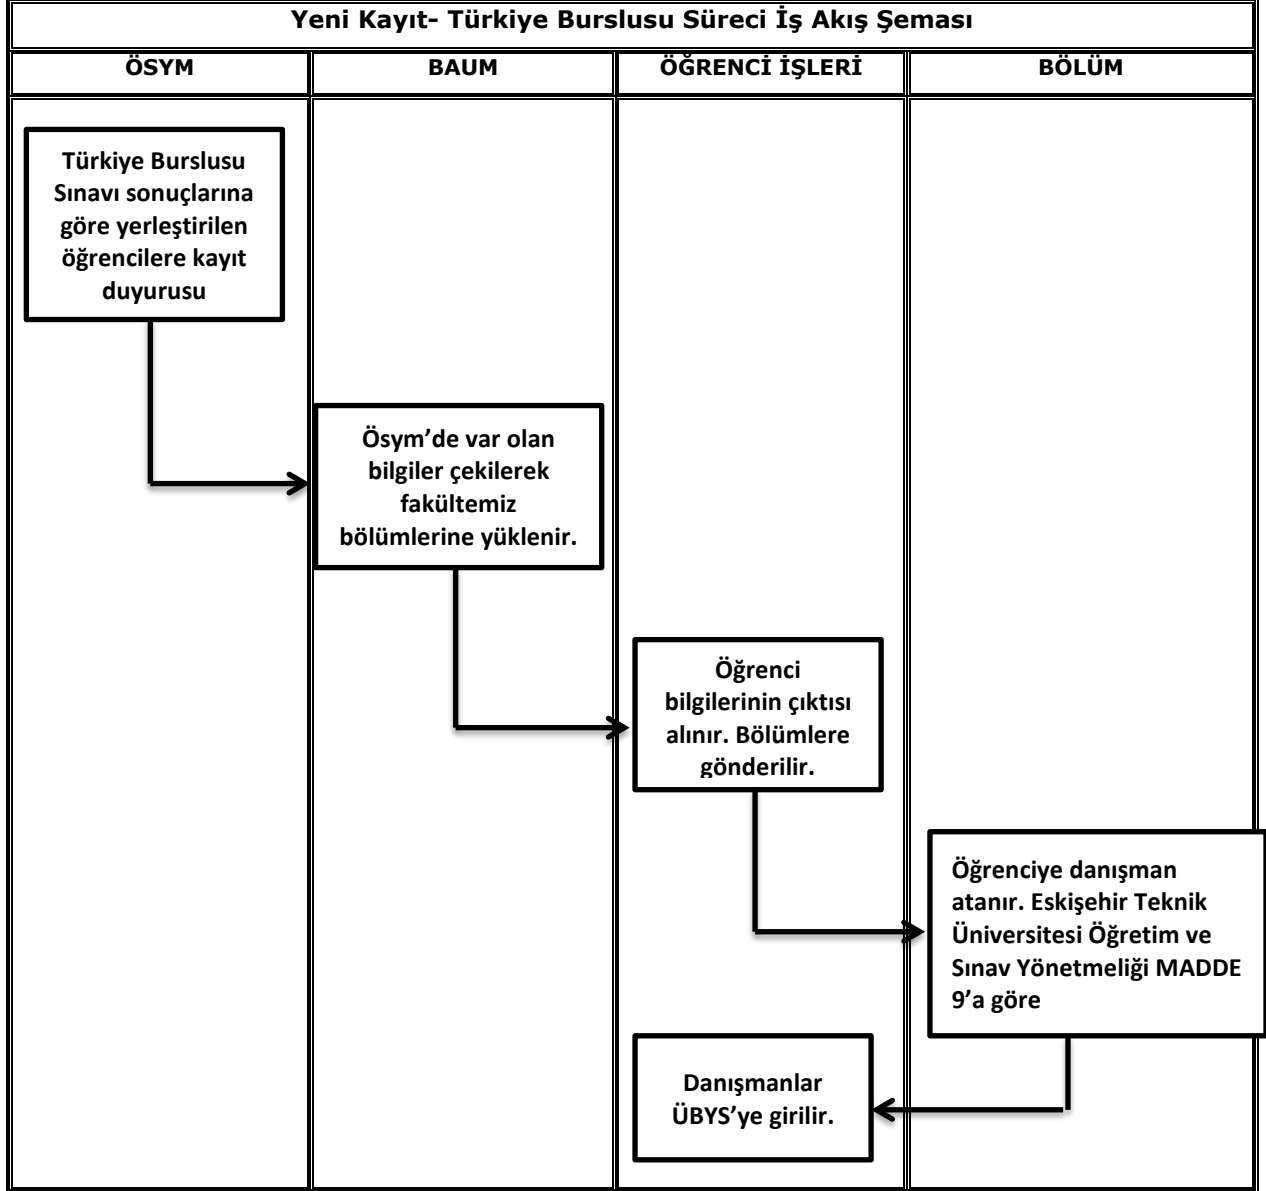 Yeni Kayıt- Türkiye Burslusu Süreci İş Akış Şeması
ÖSYM
BAUM
ÖĞRENCİ İŞLERİ
BÖLÜM
Türkiye Burslusu
Sınavı sonuçlarına
göre yerleştirilen
öğrencilere kayıt
duyurusu
Ösym’de var olan
bilgiler çekilerek
fakültemiz
bölümlerine yüklenir.
Öğrenci
bilgilerinin çıktısı
alınır. Bölümlere
gönderilir.
Öğrenciye danışman
atanır. Eskişehir Teknik
Üniversitesi Öğretim ve
Sınav Yönetmeliği MADDE
9’a göre
Danışmanlar
ÜBYS’ye girilir.